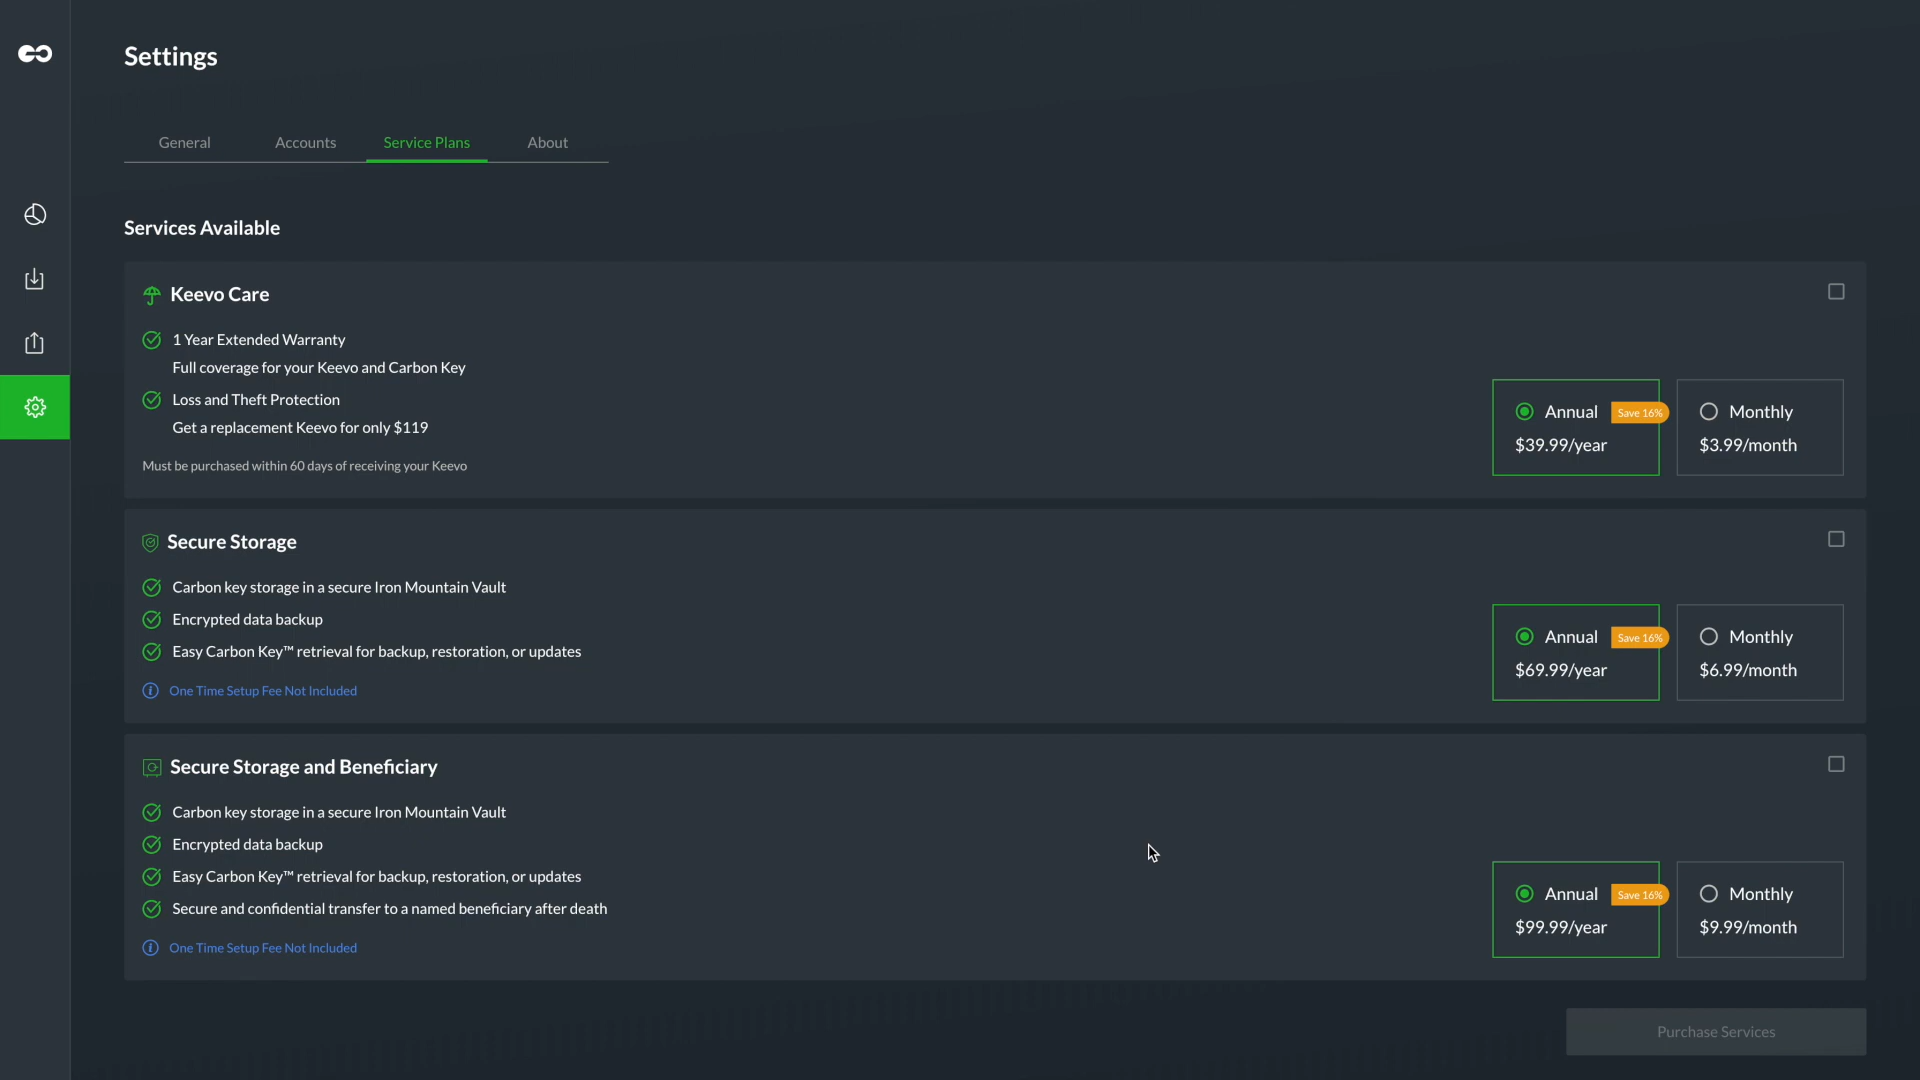 Settings
General
Accounts
Service Plans
About
Services Available
Keevo Care
1 Year Extended Warranty
Full coverage for your Keevo and Carbon Key
Loss and Theft Protection
Get a replacement Keevo for only $119
Must be purchased within 60 days of receiving your Keevo
Annual
Save 16%
$39.99/year
Monthly
$3.99/month
Secure Storage
Carbon key storage in a secure Iron Mountain Vault
Encrypted data backup
Easy Carbon Key™ retrieval for backup, restoration, or updates
One Time Setup Fee Not Included
Annual
Save 16%
$69.99/year
Monthly
$6.99/month
Secure Storage and Beneficiary
Carbon key storage in a secure Iron Mountain Vault
Encrypted data backup
Easy Carbon Key™ retrieval for backup, restoration, or updates
Secure and confidential transfer to a named beneficiary after death
One Time Setup Fee Not Included
Annual
Save 16%
$99.99/year
Monthly
$9.99/month
Purchase Services